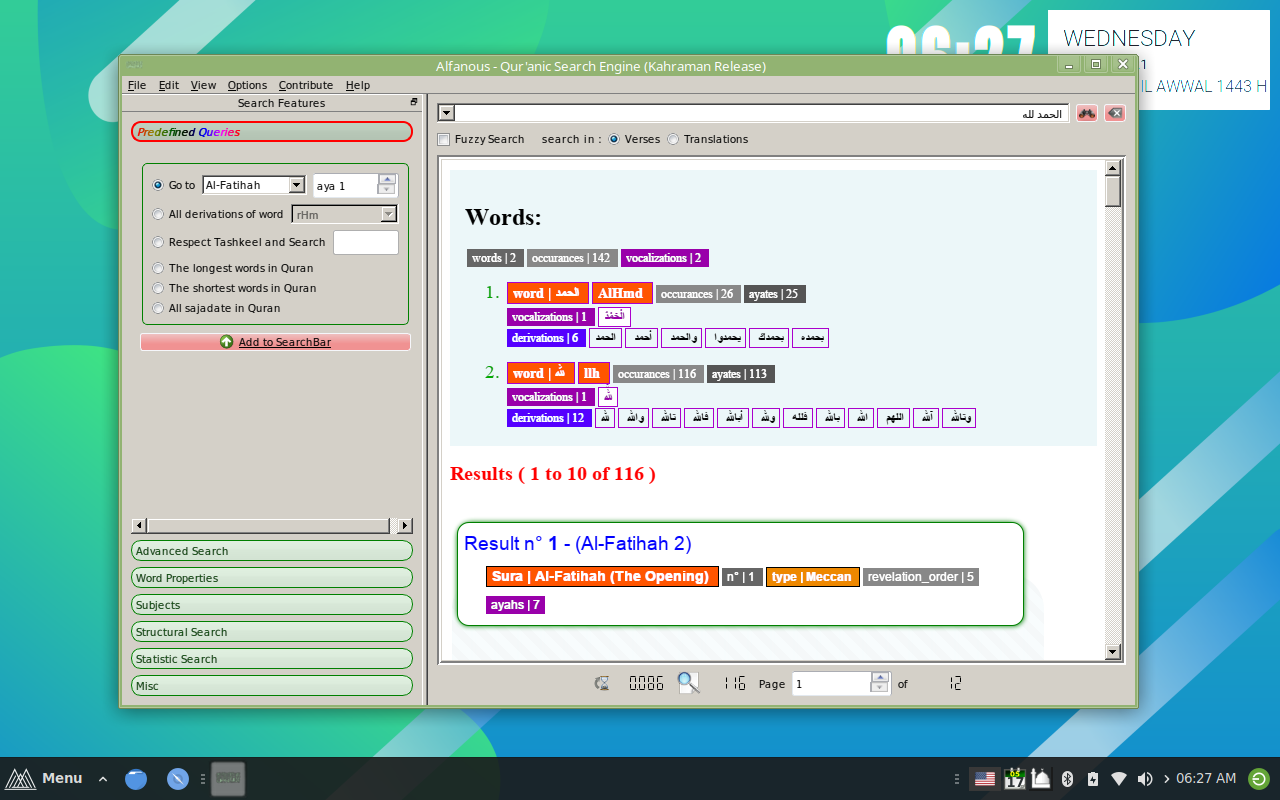 06:27
WEDNESDAY
1
IL AWWAL 1443 H
Alfanous - Qur'anic Search Engine (Kahraman Release)
File Edit View Options Contribute Help
Search Features
Predefined Queries
Go to Al-Fatihah aya 1
All derivations of word rHm
Respect Tashkeel and Search
The longest words in Quran
The shortest words in Quran
All sajadate in Quran
Add to SearchBar
Advanced Search
Word Properties
Subjects
Structural Search
Statistic Search
Misc
الحمد لله
Fuzzy Search search in : Verses Translations
Words:
words | 2 occurances | 142 vocalizations | 2
1. word | الحمد AlHmd occurances | 26 ayates | 25
vocalizations | 1 الْحَمْدُ
derivations | 6 الحمد أحمد والحمد يحمدوا بحمدك بحمده
2. word | لله llh occurances | 116 ayates | 113
vocalizations | 1
derivations | 12 لله والله تالله فالله أبالله ولله فلله بالله الله اللهم آلله وتالله
Results ( 1 to 10 of 116 )
Result n° 1 - (Al-Fatihah 2)
Sura | Al-Fatihah (The Opening) n° | 1 type | Meccan revelation_order | 5
ayahs | 7
0.086 116 Page 1 of 12
Menu
05
17
06:27 AM